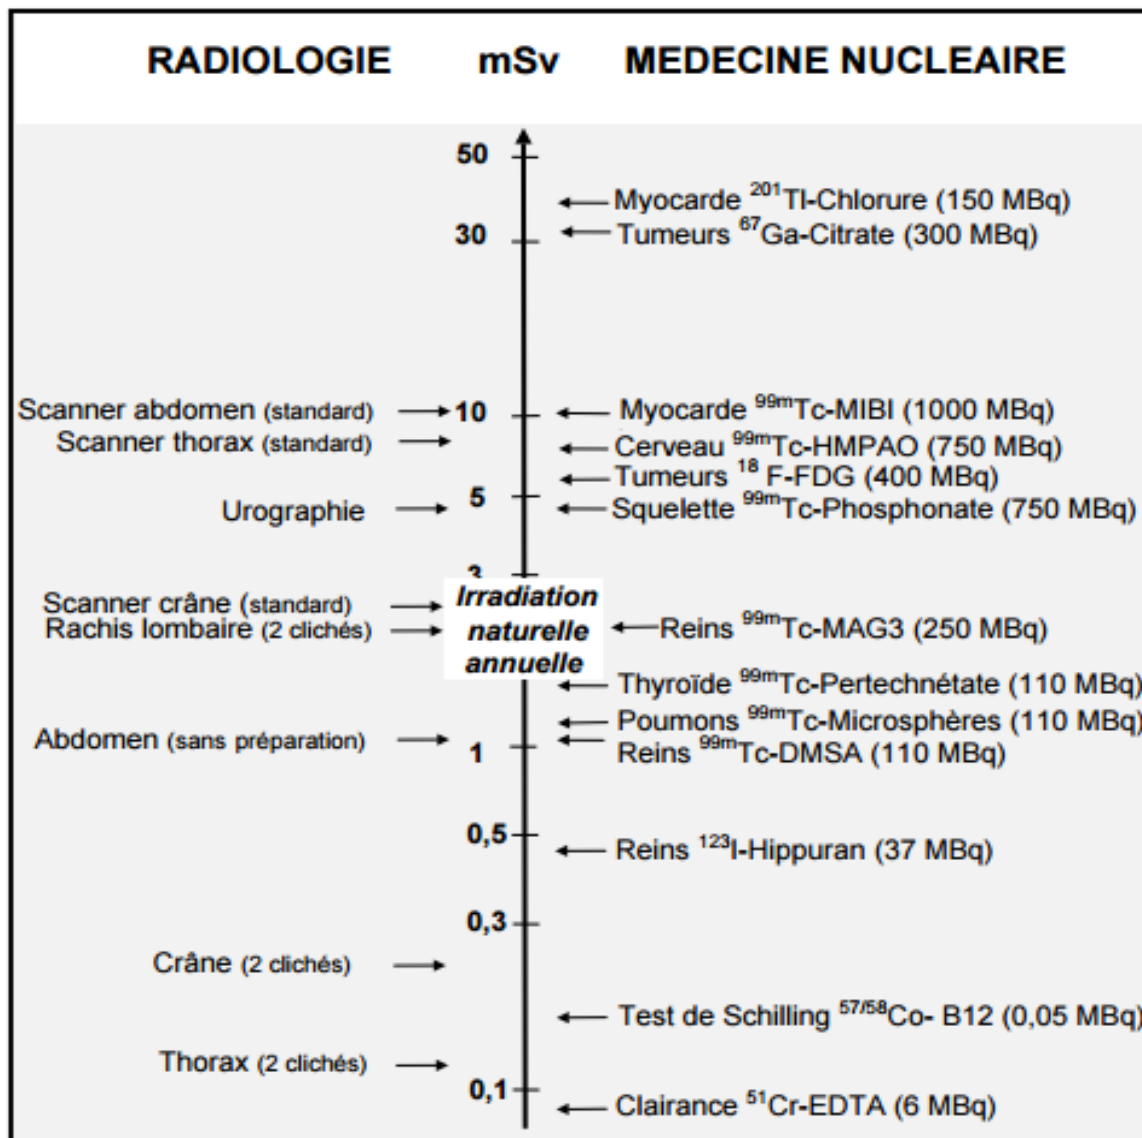 RADIOLOGIE mSv MEDECINE NUCLEAIRE
50
Myocarde ²⁰¹Tl-Chlorure (150 MBq)
30 Tumeurs ⁶⁷Ga-Citrate (300 MBq)
Scanner abdomen (standard) 10 Myocarde ⁹⁹ᵐTc-MIBI (1000 MBq)
Scanner thorax (standard) Cerveau ⁹⁹ᵐTc-HMPAO (750 MBq)
Tumeurs ¹⁸ F-FDG (400 MBq)
5
Urographie Squelette ⁹⁹ᵐTc-Phosphonate (750 MBq)
3
Scanner crâne (standard) Irradiation
Rachis lombaire (2 clichés) naturelle Reins ⁹⁹ᵐTc-MAG3 (250 MBq)
annuelle
Thyroïde ⁹⁹ᵐTc-Pertechnétate (110 MBq)
Poumons ⁹⁹ᵐTc-Microsphères (110 MBq)
Abdomen (sans préparation) 1 Reins ⁹⁹ᵐTc-DMSA (110 MBq)
0,5
Reins ¹²³I-Hippuran (37 MBq)
0,3
Crâne (2 clichés)
Test de Schilling ⁵⁷/⁵⁸Co- B12 (0,05 MBq)
Thorax (2 clichés)
0,1
Clairance ⁵¹Cr-EDTA (6 MBq)